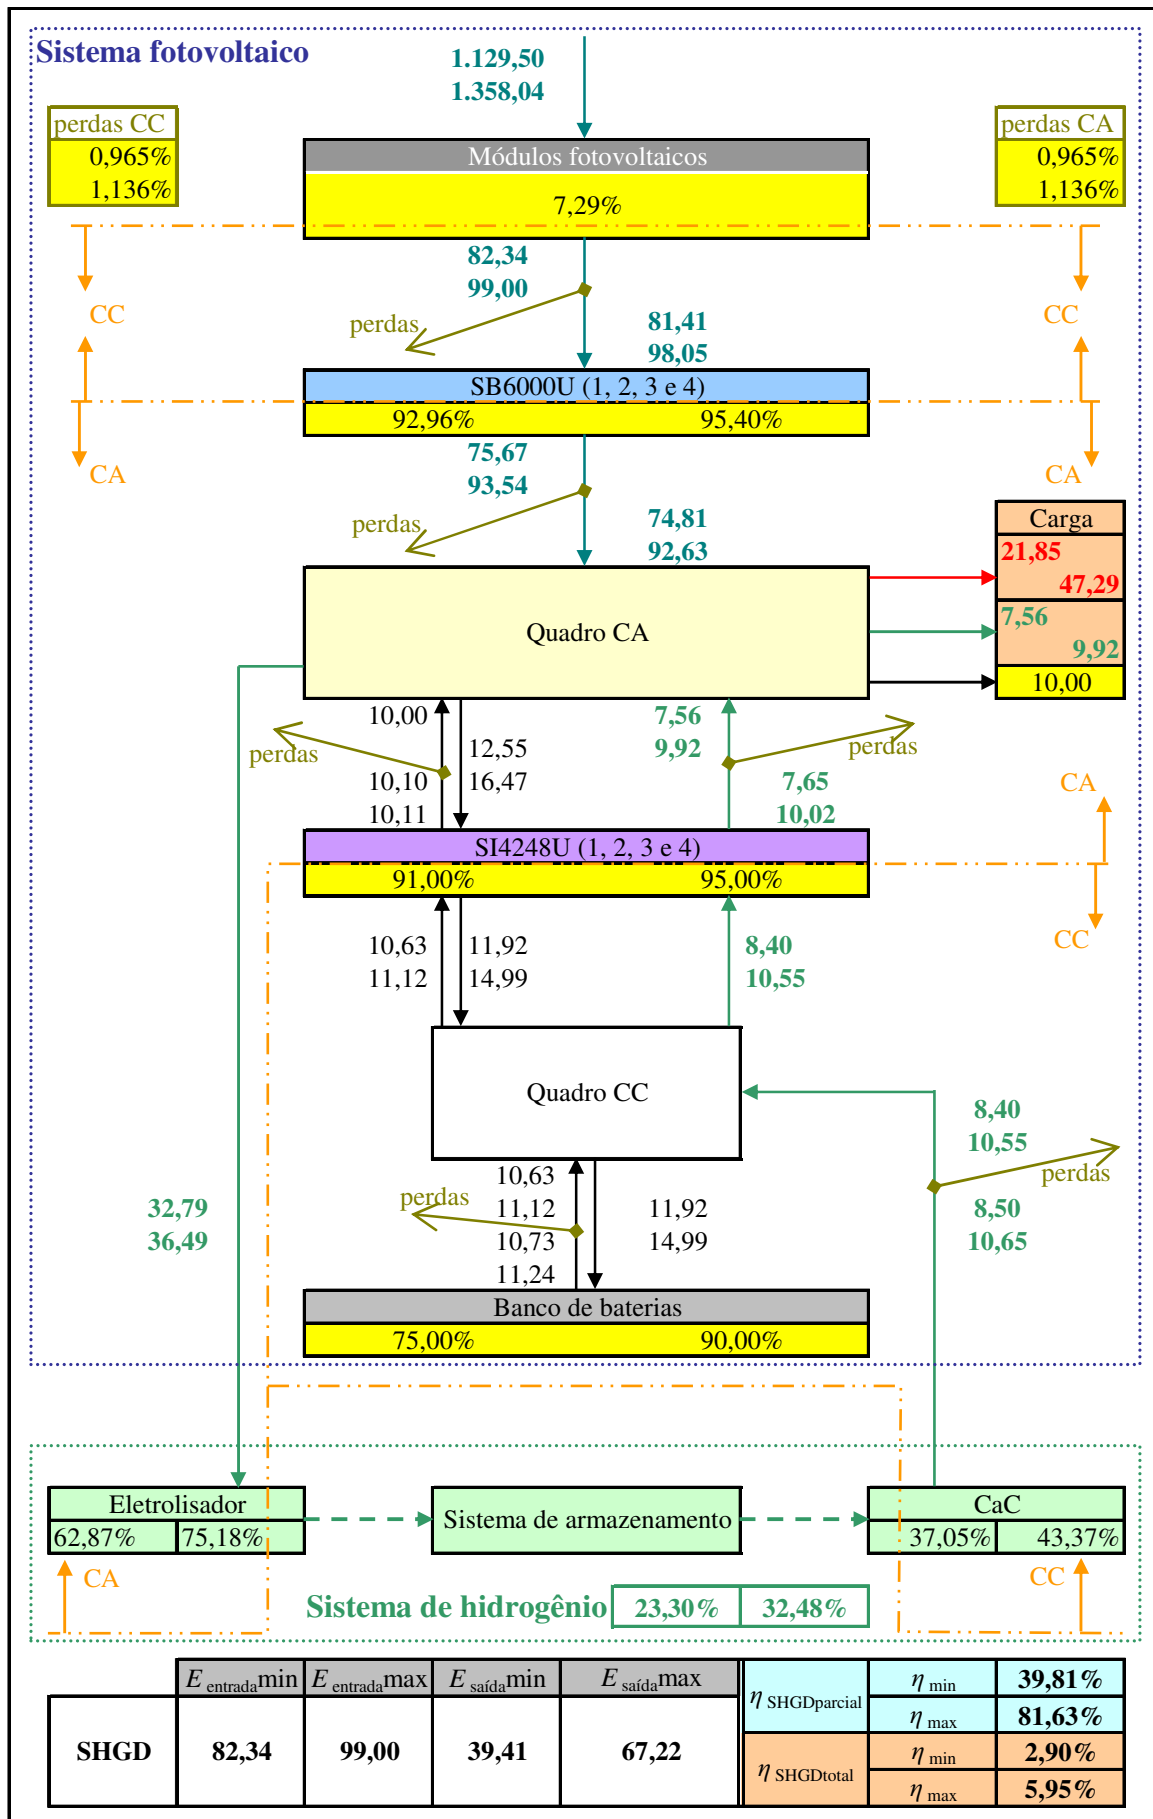 Sistema fotovoltaico
1.129,50
1.358,04
perdas CC
0,965%
1,136%
perdas CA
0,965%
1,136%
Módulos fotovoltaicos
7,29%
82,34
99,00
CC
CC
perdas
81,41
98,05
SB6000U (1, 2, 3 e 4)
92,96% 95,40%
CA
CA
75,67
93,54
perdas
74,81
92,63
Carga
21,85
47,29
7,56
9,92
10,00
Quadro CA
10,00
12,55
16,47
perdas
10,10
10,11
7,56
9,92
perdas
7,65
10,02
CA
SI4248U (1, 2, 3 e 4)
91,00% 95,00%
CC
10,63
11,12
11,92
14,99
8,40
10,55
Quadro CC
8,40
10,55
perdas
8,50
10,65
10,63
11,12
perdas
10,73
11,24
11,92
14,99
32,79
36,49
Banco de baterias
75,00% 90,00%
Eletrolisador
62,87% 75,18%
Sistema de armazenamento
CaC
37,05% 43,37%
CA
CC
Sistema de hidrogênio 23,30% 32,48%
E entradamin E entradamax E saídamin E saídamax
SHGD 82,34 99,00 39,41 67,22
η SHGDparcial
η min 39,81%
η max 81,63%
η SHGDtotal
η min 2,90%
η max 5,95%